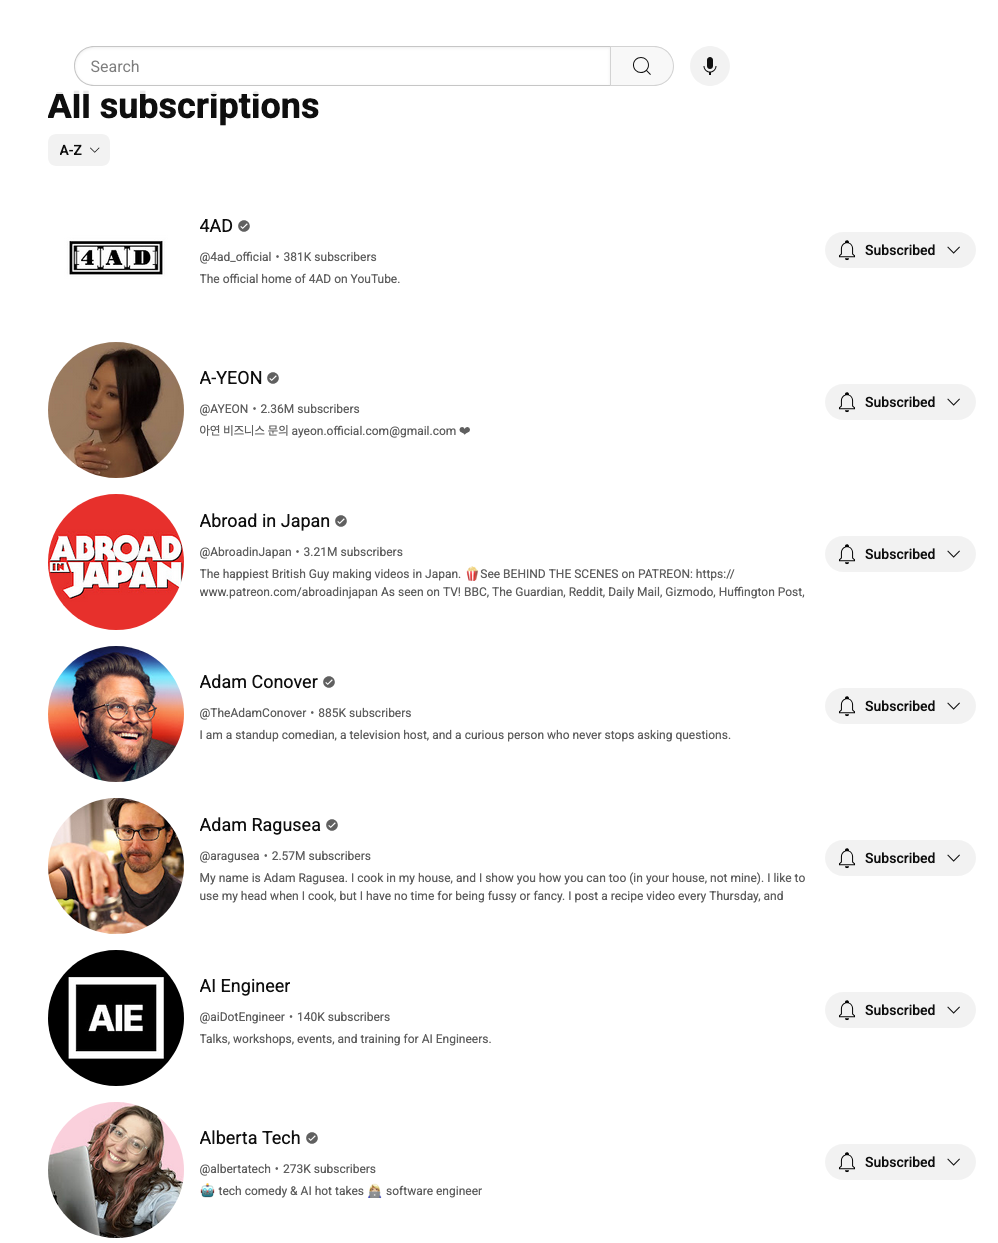 Search
All subscriptions
A-Z
4AD
4AD
@4ad_official • 381K subscribers
The official home of 4AD on YouTube.
Subscribed
A-YEON
@AYEON • 2.36M subscribers
아연 비즈니스 문의 ayeon.official.com@gmail.com ❤
Subscribed
ABROAD
IN
JAPAN
Abroad in Japan
@AbroadinJapan • 3.21M subscribers
The happiest British Guy making videos in Japan. 🍿See BEHIND THE SCENES on PATREON: https://
www.patreon.com/abroadinjapan As seen on TV! BBC, The Guardian, Reddit, Daily Mail, Gizmodo, Huffington Post,
Subscribed
Adam Conover
@TheAdamConover • 885K subscribers
I am a standup comedian, a television host, and a curious person who never stops asking questions.
Subscribed
Adam Ragusea
@aragusea • 2.57M subscribers
My name is Adam Ragusea. I cook in my house, and I show you how you can too (in your house, not mine). I like to
use my head when I cook, but I have no time for being fussy or fancy. I post a recipe video every Thursday, and
Subscribed
AIE
AI Engineer
@aiDotEngineer • 140K subscribers
Talks, workshops, events, and training for AI Engineers.
Subscribed
Alberta Tech
@albertatech • 273K subscribers
🤖 tech comedy & AI hot takes 👩‍💻 software engineer
Subscribed